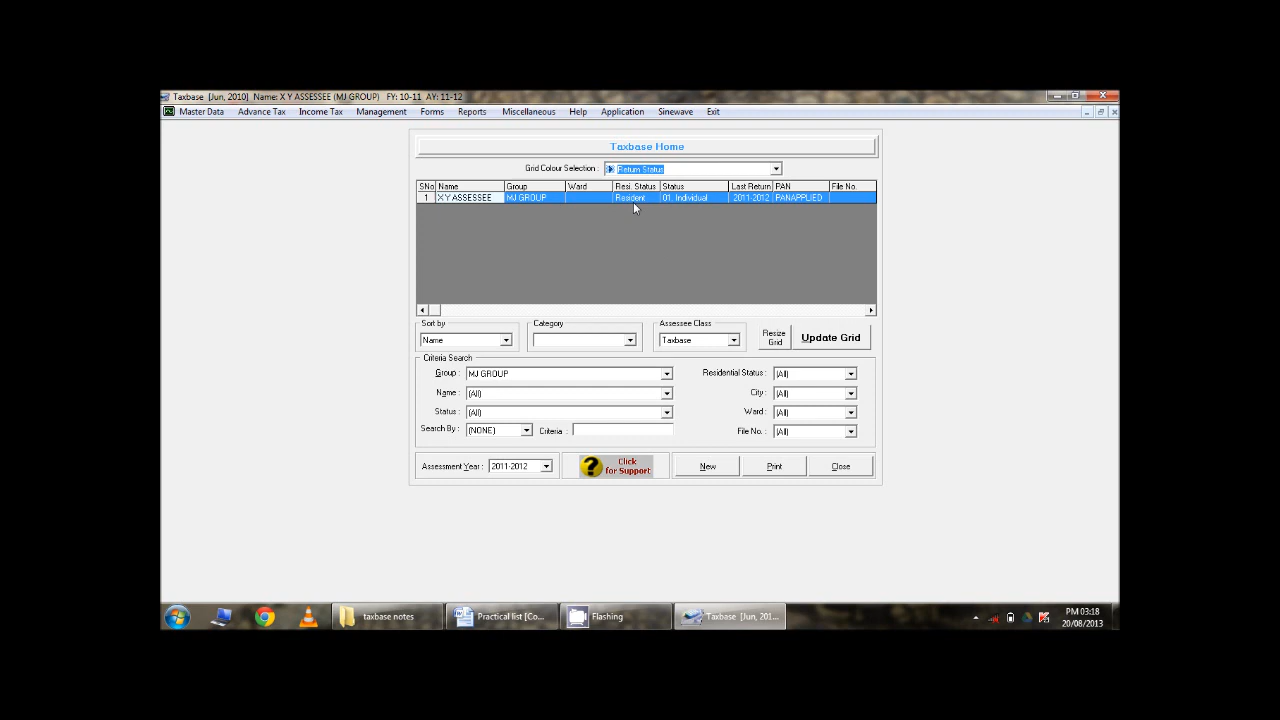 Taxbase [Jun, 2010] Name: X Y ASSESSEE (MJ GROUP) FY: 10-11 AY: 11-12
Master Data Advance Tax Income Tax Management Forms Reports Miscellaneous Help Application Sinewave Exit
Taxbase Home
Grid Colour Selection : Return Status
SNo Name Group Ward Resi. Status Status Last Return PAN File No.
1 X Y ASSESSEE MJ GROUP Resident 01. Individual 2011-2012 PANAPPLIED
Sort by Category Assessee Class
Name Taxbase Resize Grid Update Grid
Criteria Search
Group : MJ GROUP Residential Status : (All)
Name : (All) City : (All)
Status : (All) Ward : (All)
Search By : (NONE) Criteria : File No. : (All)
Assessment Year : 2011-2012 ? Click for Support New Print Close
taxbase notes Practical list [Co... Flashing Taxbase [Jun, 201... PM 03:18
20/08/2013